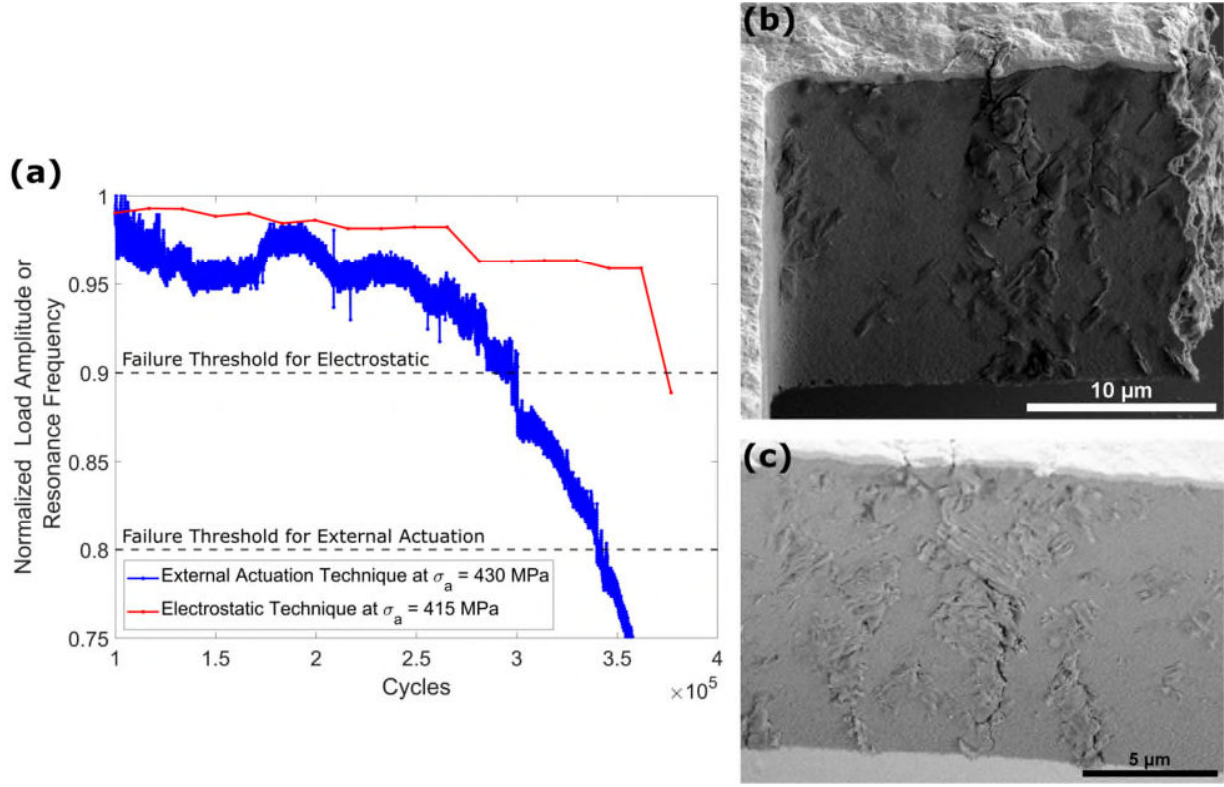 (a)
Normalized Load Amplitude or
Resonance Frequency
1
0.95
0.9
0.85
0.8
0.75
Failure Threshold for Electrostatic
Failure Threshold for External Actuation
External Actuation Technique at σa = 430 MPa
Electrostatic Technique at σa = 415 MPa
1 1.5 2 2.5 3 3.5 4
Cycles
×10^5
(b)
10 µm
(c)
5 µm